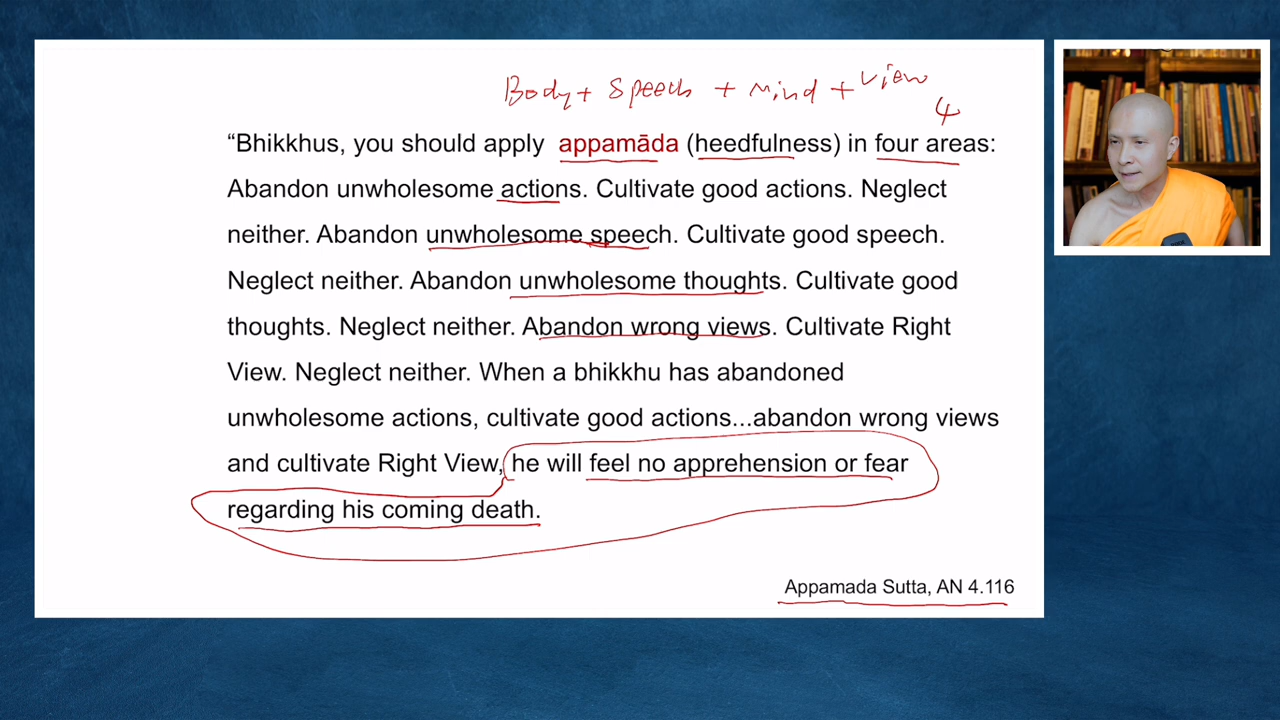 Body + Speech + Mind + View
4
“Bhikkhus, you should apply appamāda (heedfulness) in four areas:
Abandon unwholesome actions. Cultivate good actions. Neglect
neither. Abandon unwholesome speech. Cultivate good speech.
Neglect neither. Abandon unwholesome thoughts. Cultivate good
thoughts. Neglect neither. Abandon wrong views. Cultivate Right
View. Neglect neither. When a bhikkhu has abandoned
unwholesome actions, cultivate good actions...abandon wrong views
and cultivate Right View, he will feel no apprehension or fear
regarding his coming death.
Appamada Sutta, AN 4.116